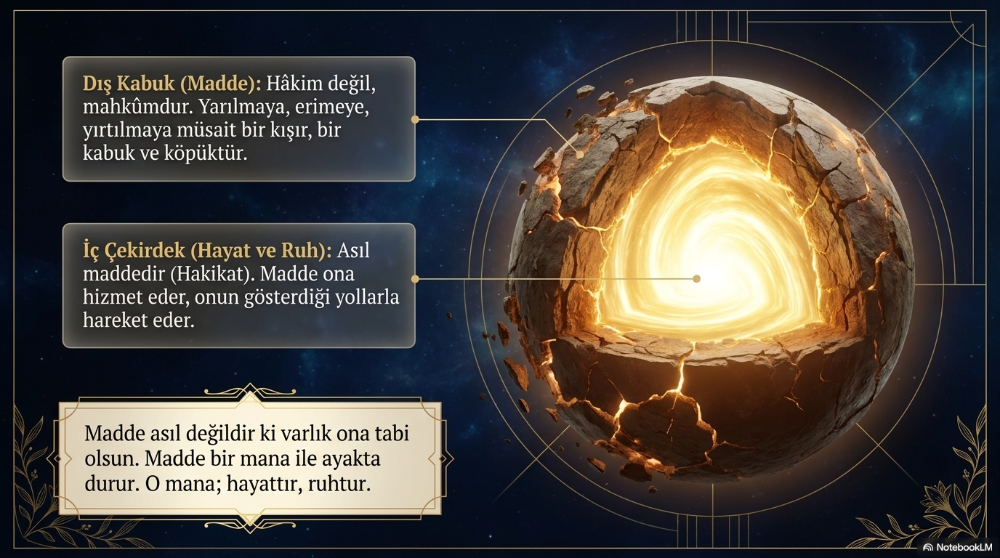 Dış Kabuk (Madde): Hâkim değil,
mahkûmdur. Yarılmaya, erimeye,
yırtılmaya müsait bir kışır, bir
kabuk ve köpüktür.
İç Çekirdek (Hayat ve Ruh): Asıl
maddedir (Hakikat). Madde ona
hizmet eder, onun gösterdiği yollarla
hareket eder.
Madde asıl değildir ki varlık ona tabi
olsun. Madde bir mana ile ayakta
durur. O mana; hayattır, ruhtur.
NotebookLM